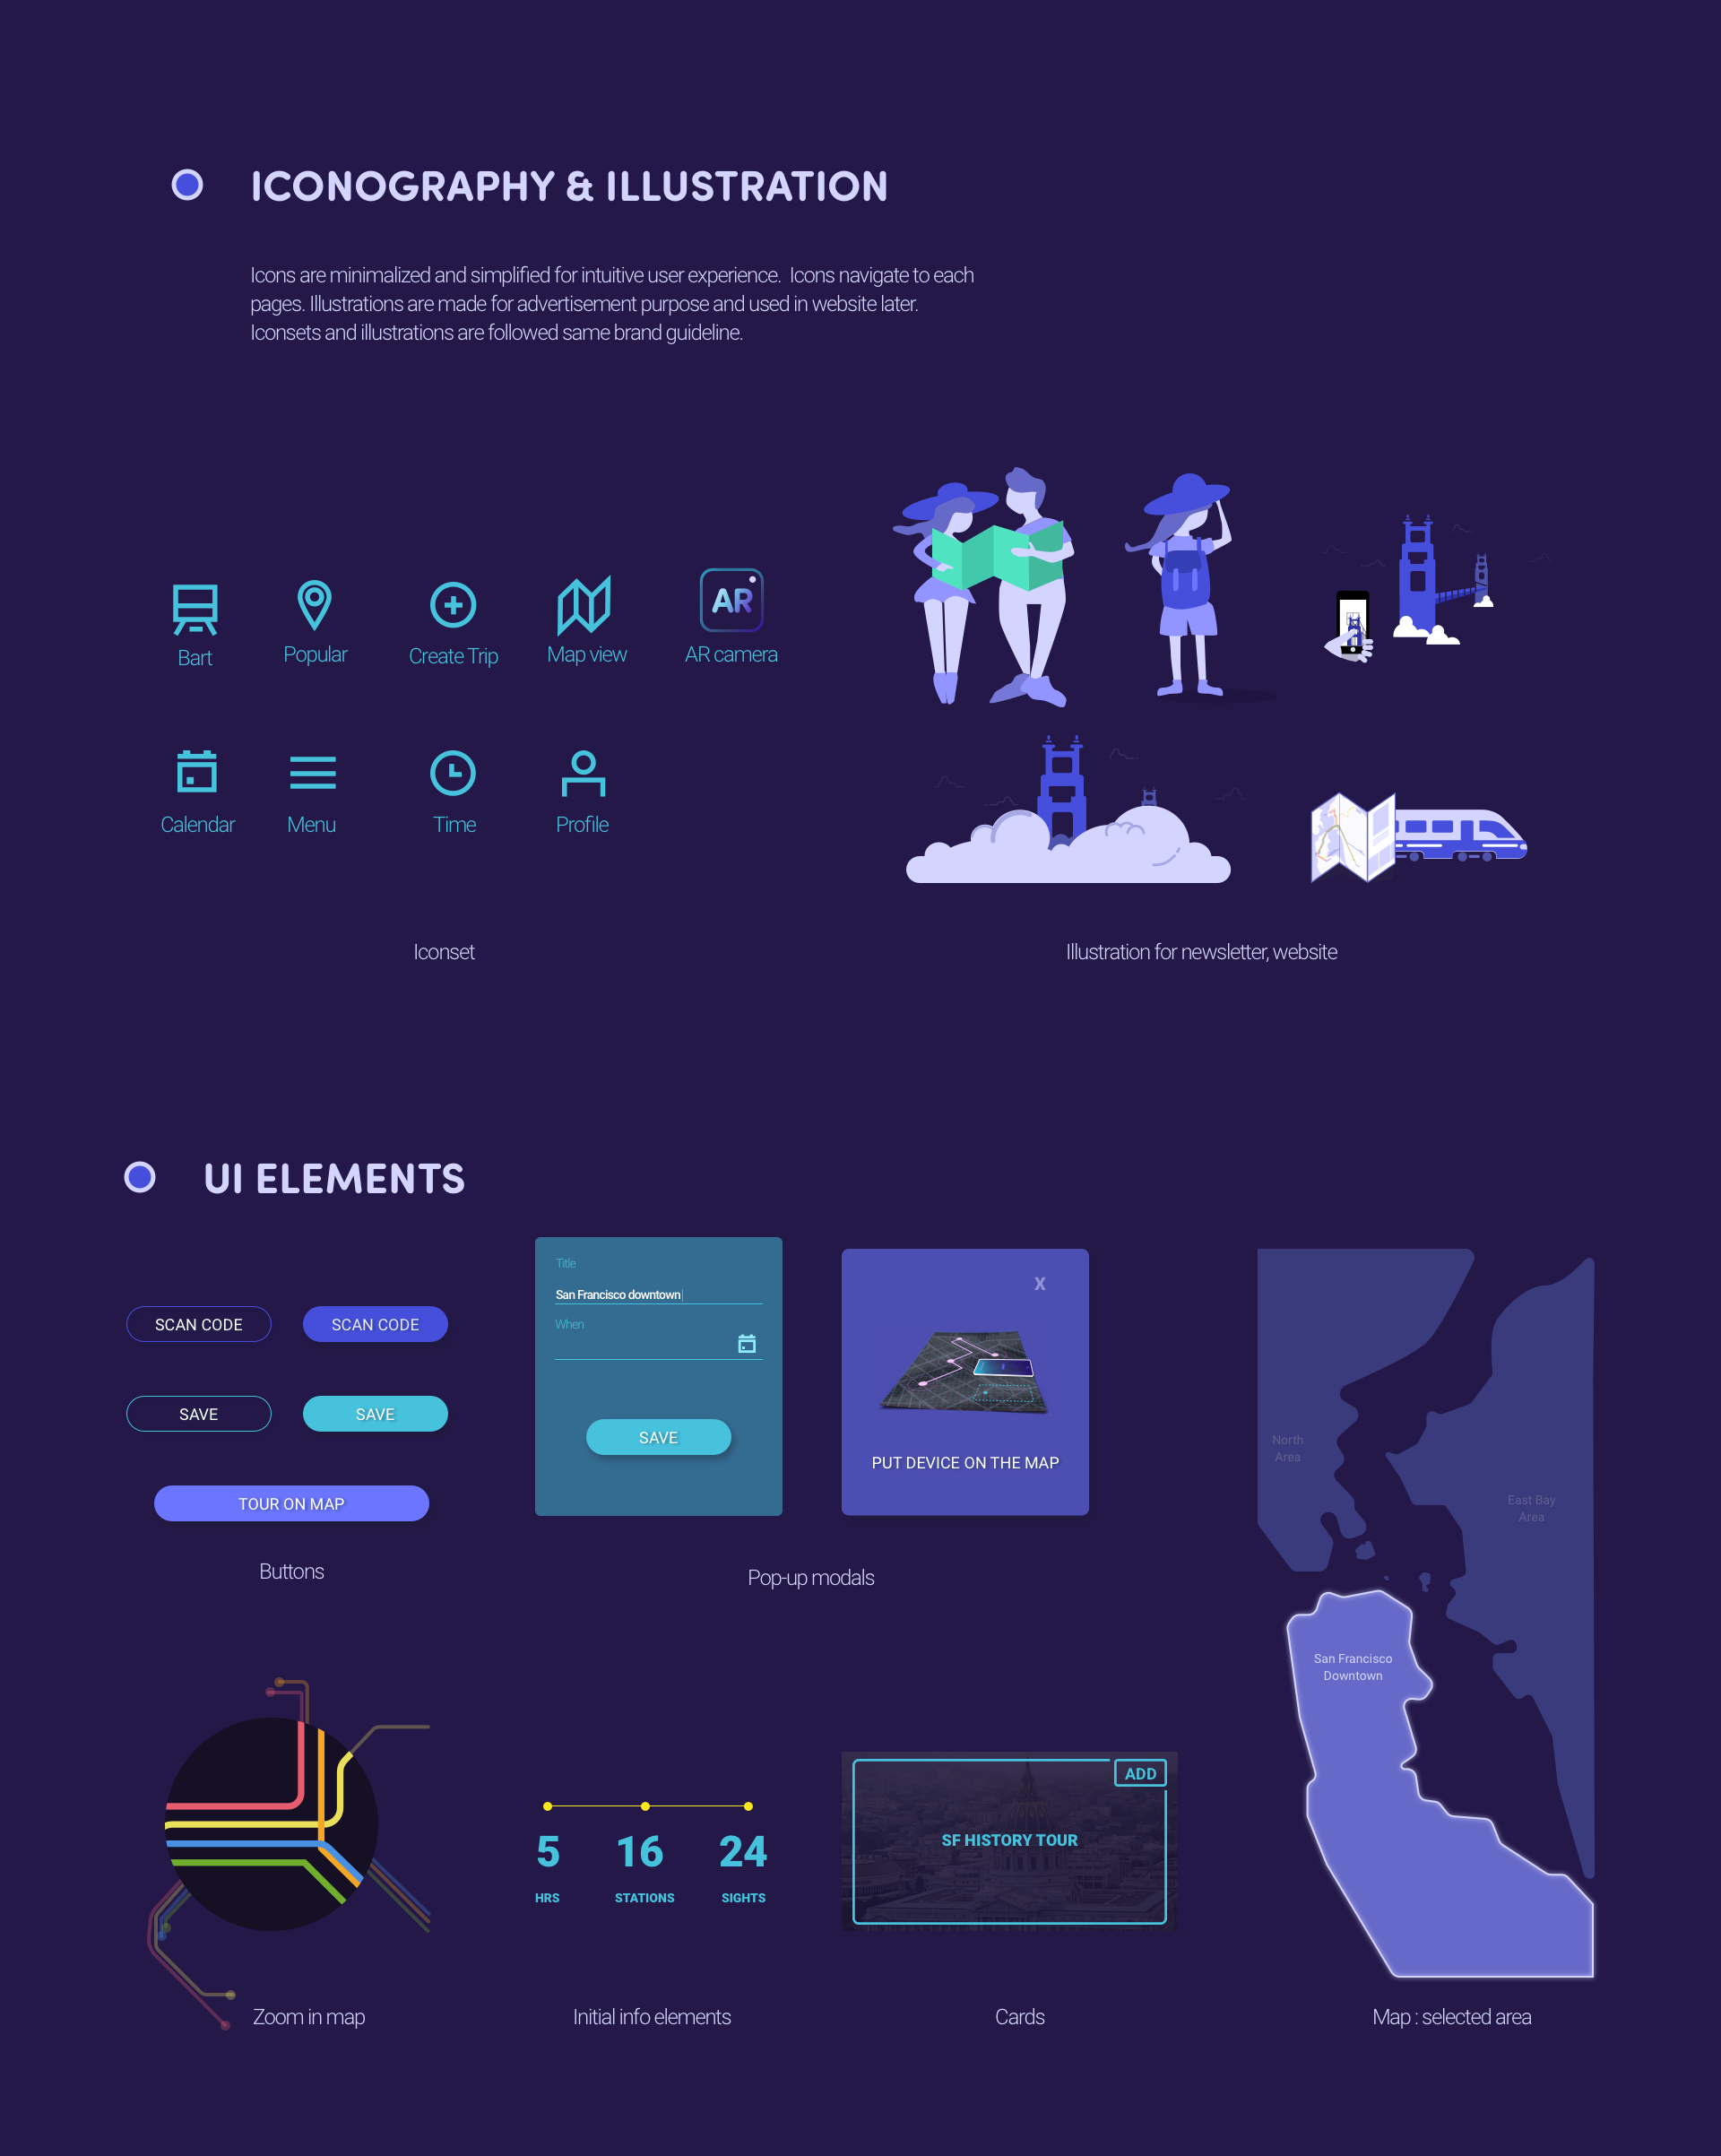 ICONOGRAPHY & ILLUSTRATION
Icons are minimalized and simplified for intuitive user experience.  Icons navigate to each
pages. Illustrations are made for advertisement purpose and used in website later.
Iconsets and illustrations are followed same brand guideline.
AR
Bart
Popular
Create Trip
Map view
AR camera
Calendar
Menu
Time
Profile
Iconset
Illustration for newsletter, website
UI ELEMENTS
SCAN CODE
SCAN CODE
SAVE
SAVE
TOUR ON MAP
Buttons
Title
San Francisco downtown
When
SAVE
X
PUT DEVICE ON THE MAP
Pop-up modals
North
Area
East Bay
Area
San Francisco
Downtown
Zoom in map
5
16
24
HRS
STATIONS
SIGHTS
Initial info elements
ADD
SF HISTORY TOUR
Cards
Map : selected area